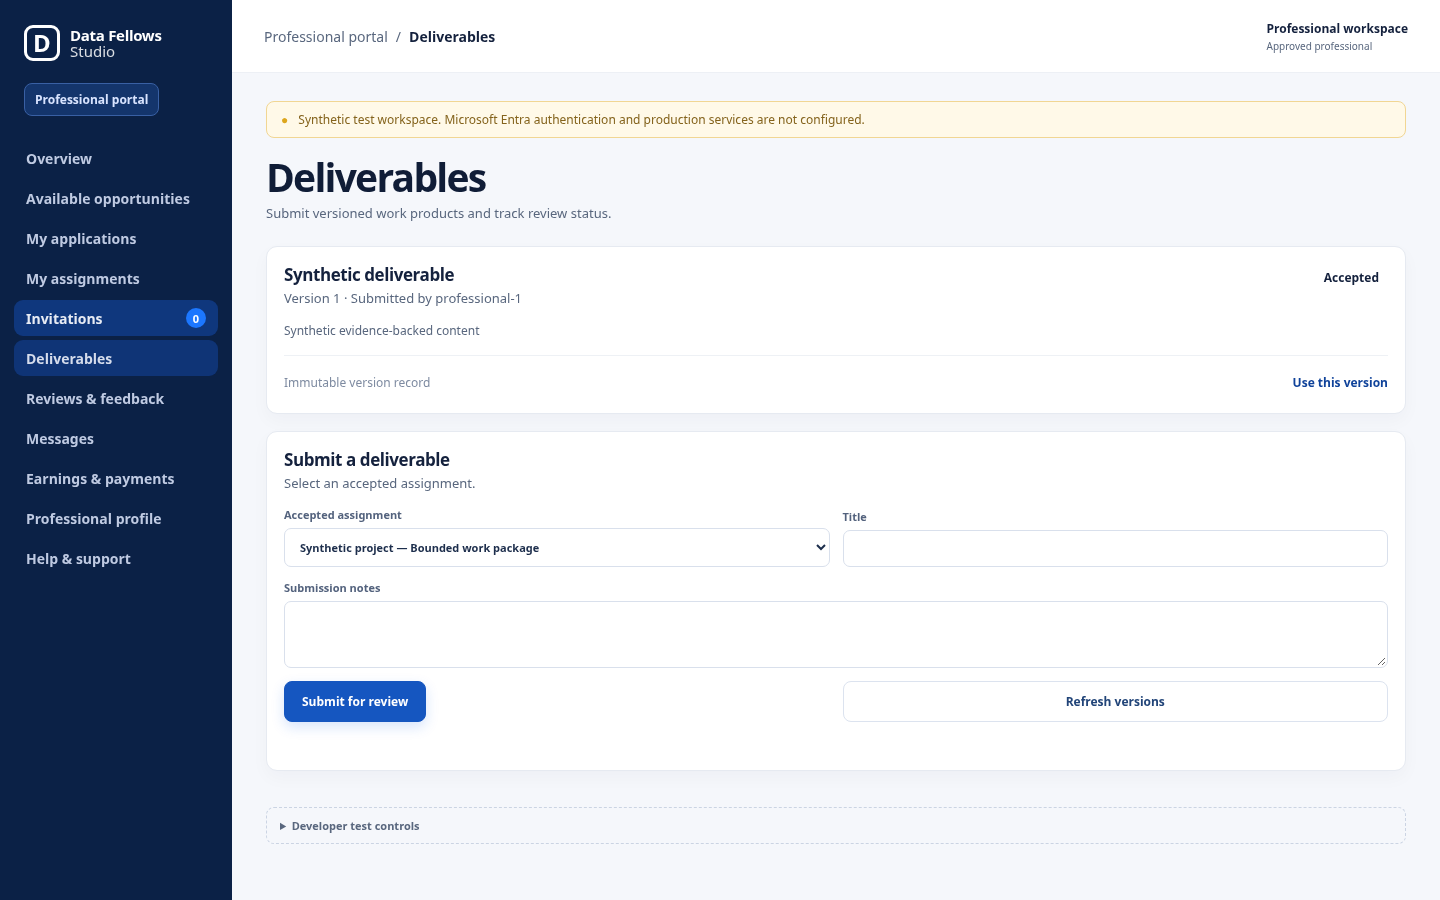 D
Data Fellows
Studio
Professional portal
Overview
Available opportunities
My applications
My assignments
Invitations 0
Deliverables
Reviews & feedback
Messages
Earnings & payments
Professional profile
Help & support
Professional portal / Deliverables
Professional workspace
Approved professional
Synthetic test workspace. Microsoft Entra authentication and production services are not configured.
Deliverables
Submit versioned work products and track review status.
Synthetic deliverable
Accepted
Version 1 · Submitted by professional-1
Synthetic evidence-backed content
Immutable version record
Use this version
Submit a deliverable
Select an accepted assignment.
Accepted assignment
Title
Synthetic project — Bounded work package
Submission notes
Submit for review
Refresh versions
Developer test controls